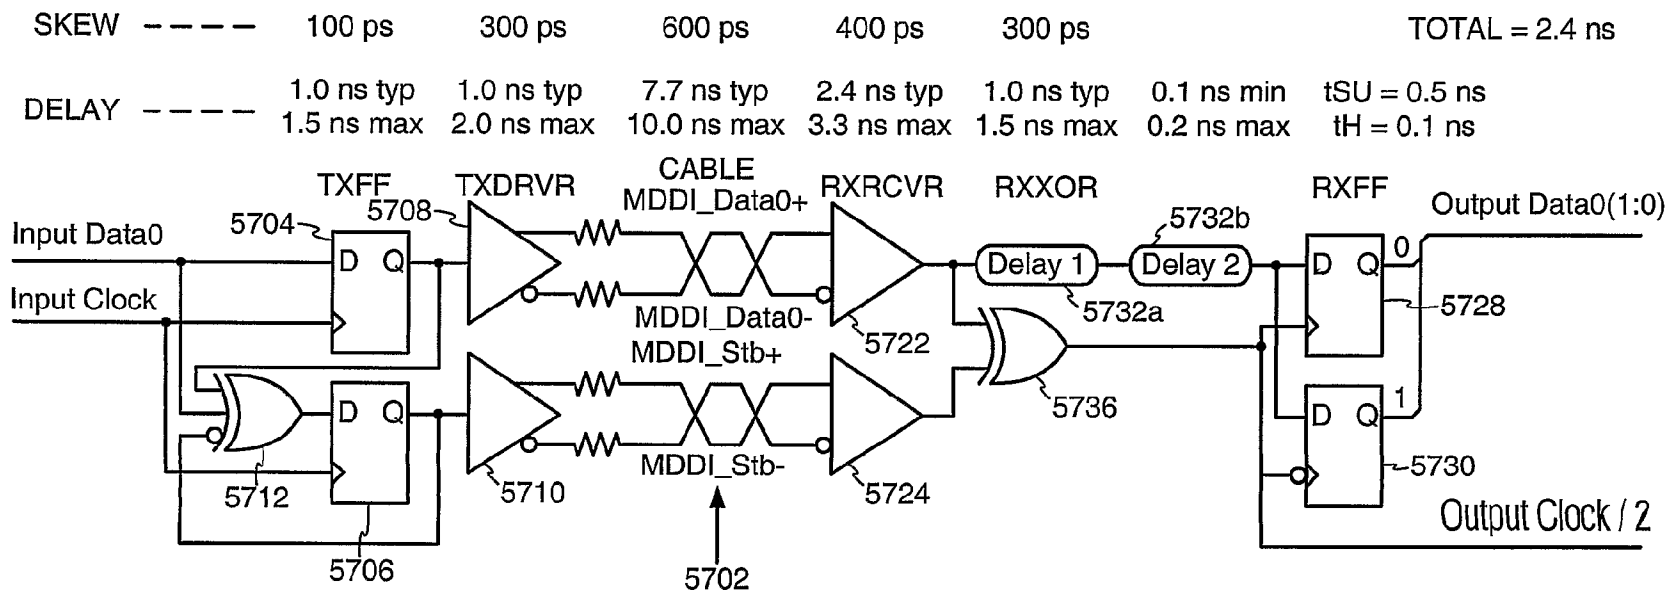 SKEW 100 ps 300 ps 600 ps 400 ps 300 ps TOTAL = 2.4 ns
1.0 ns typ 1.0 ns typ 7.7 ns typ 2.4 ns typ 1.0 ns typ 0.1 ns min tSU = 0.5 ns
DELAY
1.5 ns max 2.0 ns max 10.0 ns max 3.3 ns max 1.5 ns max 0.2 ns max tH = 0.1 ns
CABLE
TXFF TXDRVR MDDI_Data0+ RXRCVR RXXOR RXFF
5704 5708 5732b Output Data0(1:0)
Input Data0
D Q Delay 1 Delay 2 D Q 0
Input Clock
MDDI_Data0- 5732a 5728
MDDI_Stb+ 5722
D Q 5736 D Q 1
MDDI_Stb- 5730
5712 5710 5724
Output Clock / 2
5706 5702